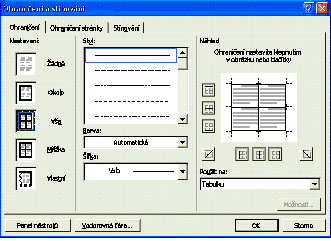 Ohraničení a stínování
Ohraničení
Ohraničení stránky
Stínování
Nastavení:
Styl:
Náhled
Žádné
Okolo
Vše
Mřížka
Vlastní
Ohraničení nastavíte klepnutím
v obrázku nebo tlačítky
Barva:
Automatická
Šířka:
½ b.
Použít na:
Tabulku
Možnosti...
Panel nástrojů
Vodorovná čára...
OK
Storno